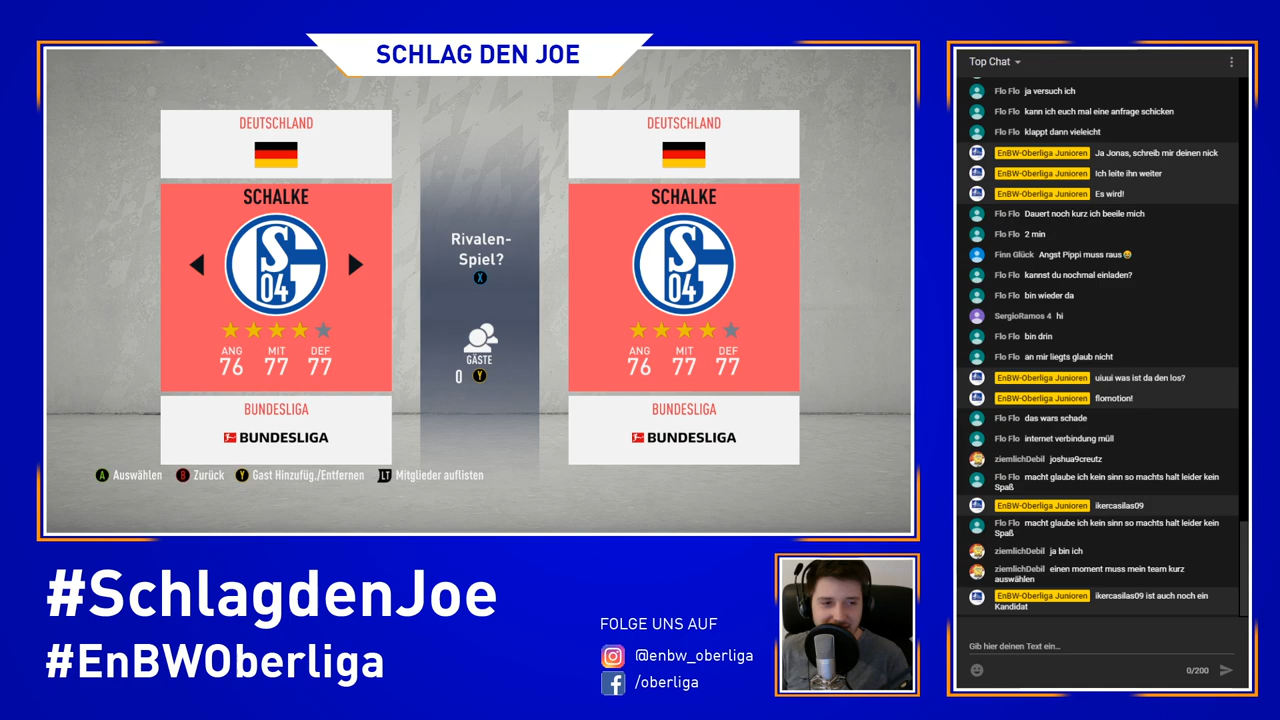 SCHLAG DEN JOE
DEUTSCHLAND
SCHALKE
S
04
ANG MIT DEF
76 77 77
BUNDESLIGA
BUNDESLIGA
Rivalen-
Spiel?
X
GÄSTE
0 Y
DEUTSCHLAND
SCHALKE
S
04
ANG MIT DEF
76 77 77
BUNDESLIGA
BUNDESLIGA
A Auswählen B Zurück Y Gast Hinzufüg./Entfernen LT Mitglieder auflisten
#SchlagdenJoe
#EnBWOberliga
FOLGE UNS AUF
@enbw_oberliga
/oberliga
Top Chat
Flo Flo ja versuch ich
Flo Flo kann ich euch mal eine anfrage schicken
Flo Flo klappt dann vieleicht
EnBW-Oberliga Junioren Ja Jonas, schreib mir deinen nick
EnBW-Oberliga Junioren Ich leite ihn weiter
EnBW-Oberliga Junioren Es wird!
Flo Flo Dauert noch kurz ich beeile mich
Flo Flo 2 min
Finn Glück Angst Pippi muss raus😂
Flo Flo kannst du nochmal einladen?
Flo Flo bin wieder da
SergioRamos 4 hi
Flo Flo bin drin
Flo Flo an mir liegts glaub nicht
EnBW-Oberliga Junioren uiuui was ist da den los?
EnBW-Oberliga Junioren flomotion!
Flo Flo das wars schade
Flo Flo internet verbindung müll
ziemlichDebil joshua9creutz
Flo Flo macht glaube ich kein sinn so machts halt leider kein
Spaß
EnBW-Oberliga Junioren ikercasilas09
Flo Flo macht glaube ich kein sinn so machts halt leider kein
Spaß
ziemlichDebil ja bin ich
ziemlichDebil einen moment muss mein team kurz
auswählen
EnBW-Oberliga Junioren ikercasilas09 ist auch noch ein
Kandidat
Gib hier deinen Text ein...
0/200